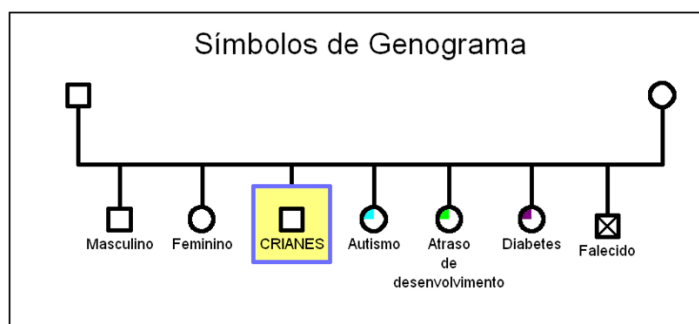 Símbolos de Genograma
Masculino
Feminino
CRIANES
Autismo
Atraso
de
desenvolvimento
Diabetes
Falecido